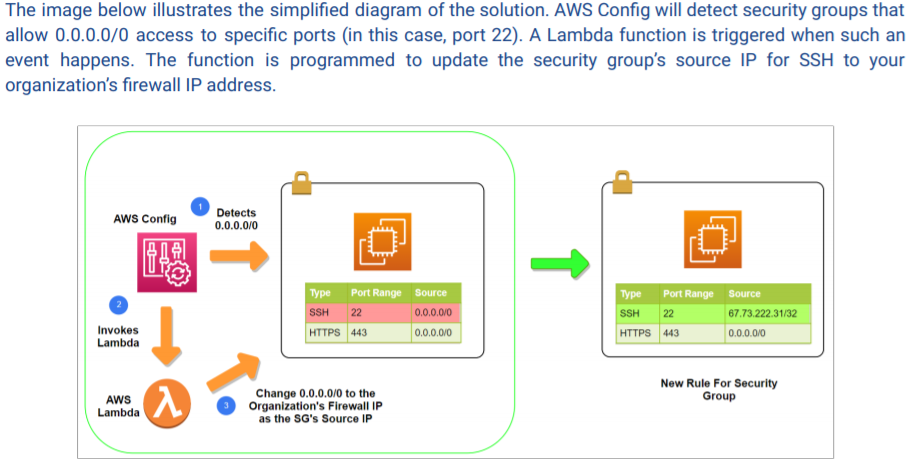 The image below illustrates the simplified diagram of the solution. AWS Config will detect security groups that
allow 0.0.0.0/0 access to specific ports (in this case, port 22). A Lambda function is triggered when such an
event happens. The function is programmed to update the security group's source IP for SSH to your
organization's firewall IP address.
AWS Config
1
Detects
0.0.0.0/0
2
Invokes
Lambda
AWS
Lambda
3
Change 0.0.0.0/0 to the
Organization's Firewall IP
as the SG's Source IP
Type Port Range Source
SSH 22 0.0.0.0/0
HTTPS 443 0.0.0.0/0
Type Port Range Source
SSH 22 67.73.222.31/32
HTTPS 443 0.0.0.0/0
New Rule For Security
Group